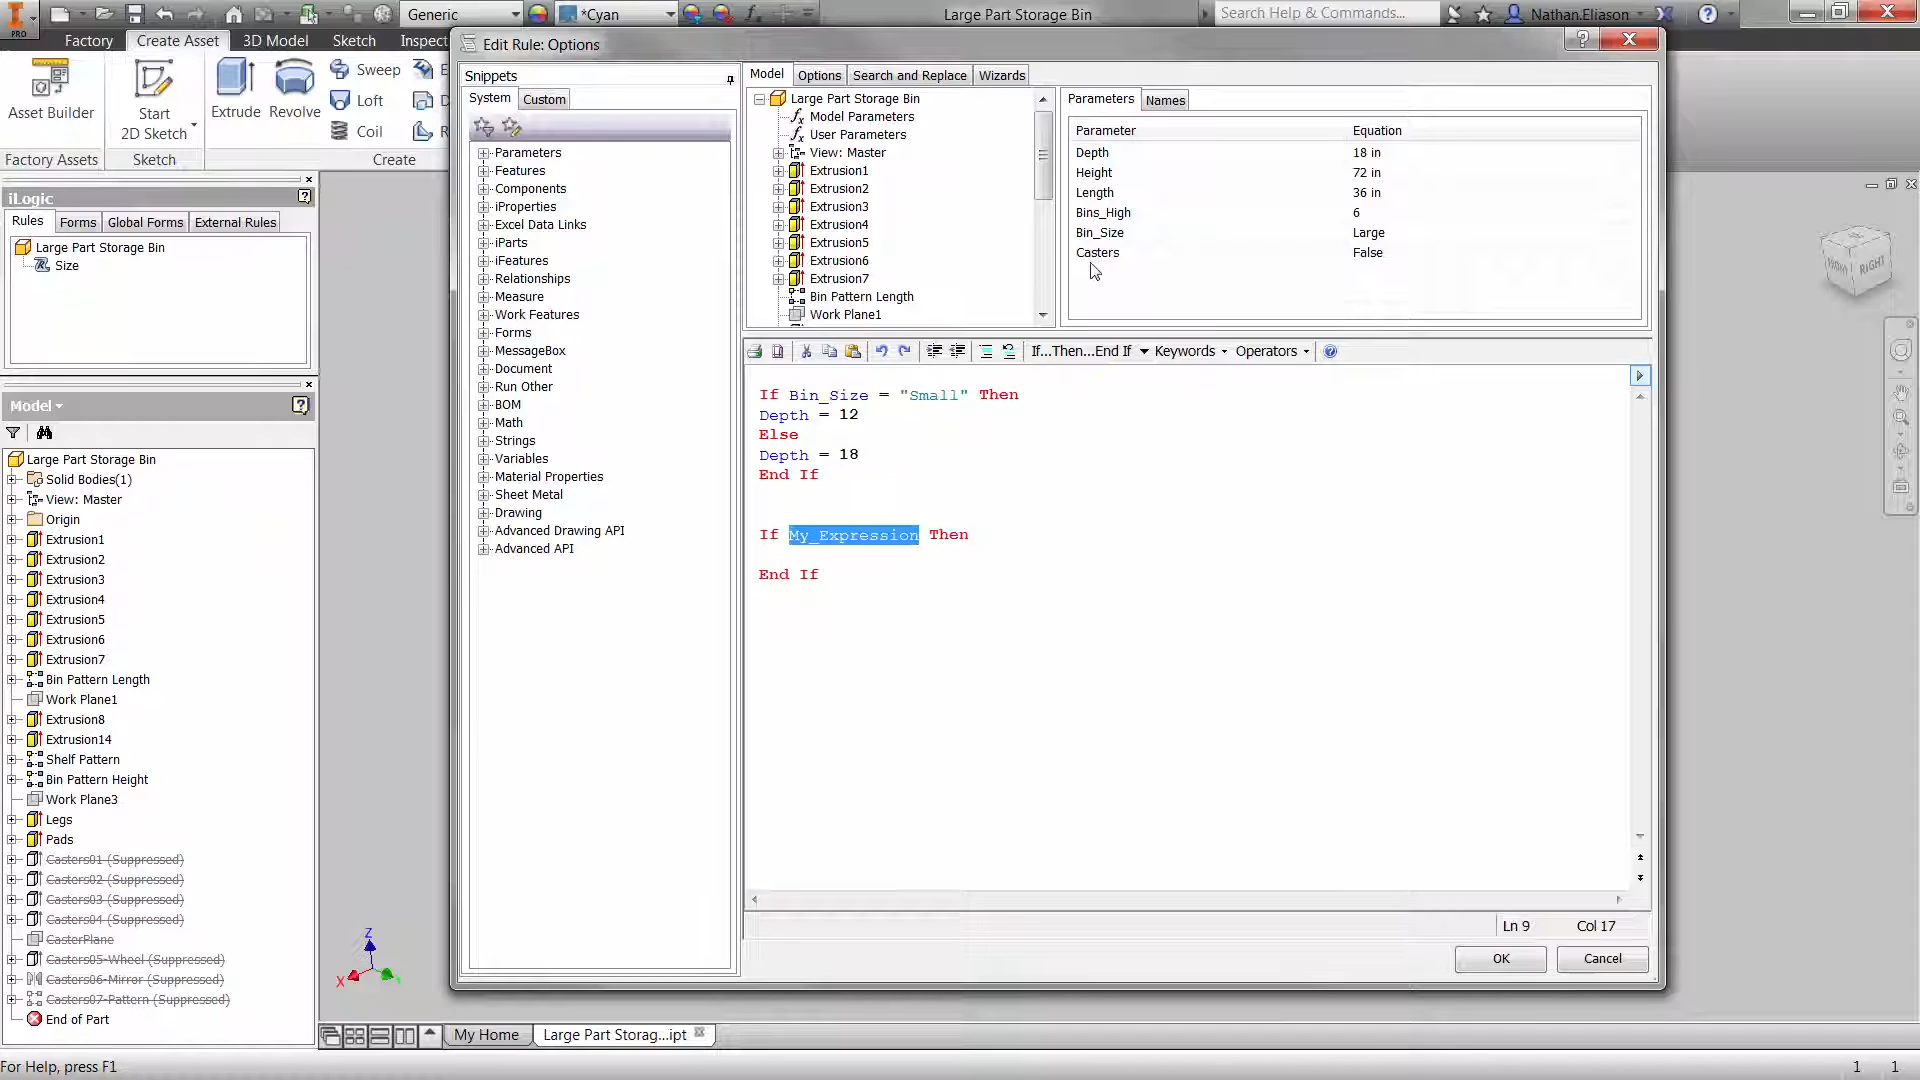 PRO
Generic
*Cyan
Large Part Storage Bin
Search Help & Commands...
Nathan.Eliason
Factory
Create Asset
3D Model
Sketch
Inspect
Asset Builder
Start
2D Sketch
Extrude
Revolve
Sweep
Loft
Coil
Factory Assets
Sketch
Create
iLogic
Rules
Forms
Global Forms
External Rules
Large Part Storage Bin
Size
Model
Large Part Storage Bin
Solid Bodies(1)
View: Master
Origin
Extrusion1
Extrusion2
Extrusion3
Extrusion4
Extrusion5
Extrusion6
Extrusion7
Bin Pattern Length
Work Plane1
Extrusion8
Extrusion14
Shelf Pattern
Bin Pattern Height
Work Plane3
Legs
Pads
Casters01 (Suppressed)
Casters02 (Suppressed)
Casters03 (Suppressed)
Casters04 (Suppressed)
CasterPlane
Casters05-Wheel (Suppressed)
Casters06-Mirror (Suppressed)
Casters07-Pattern (Suppressed)
End of Part
Edit Rule: Options
Snippets
System
Custom
Parameters
Features
Components
iProperties
Excel Data Links
iParts
iFeatures
Relationships
Measure
Work Features
Forms
MessageBox
Document
Run Other
BOM
Math
Strings
Variables
Material Properties
Sheet Metal
Drawing
Advanced Drawing API
Advanced API
Model
Options
Search and Replace
Wizards
Large Part Storage Bin
Model Parameters
User Parameters
View: Master
Extrusion1
Extrusion2
Extrusion3
Extrusion4
Extrusion5
Extrusion6
Extrusion7
Bin Pattern Length
Work Plane1
Parameters
Names
Parameter Equation
Depth 18 in
Height 72 in
Length 36 in
Bins_High 6
Bin_Size Large
Casters False
If...Then...End If
Keywords
Operators
If Bin_Size = "Small" Then
Depth = 12
Else
Depth = 18
End If
If My_Expression Then
End If
Ln 9
Col 17
OK
Cancel
RIGHT
Z
X
My Home
Large Part Storag...ipt
For Help, press F1
1
1